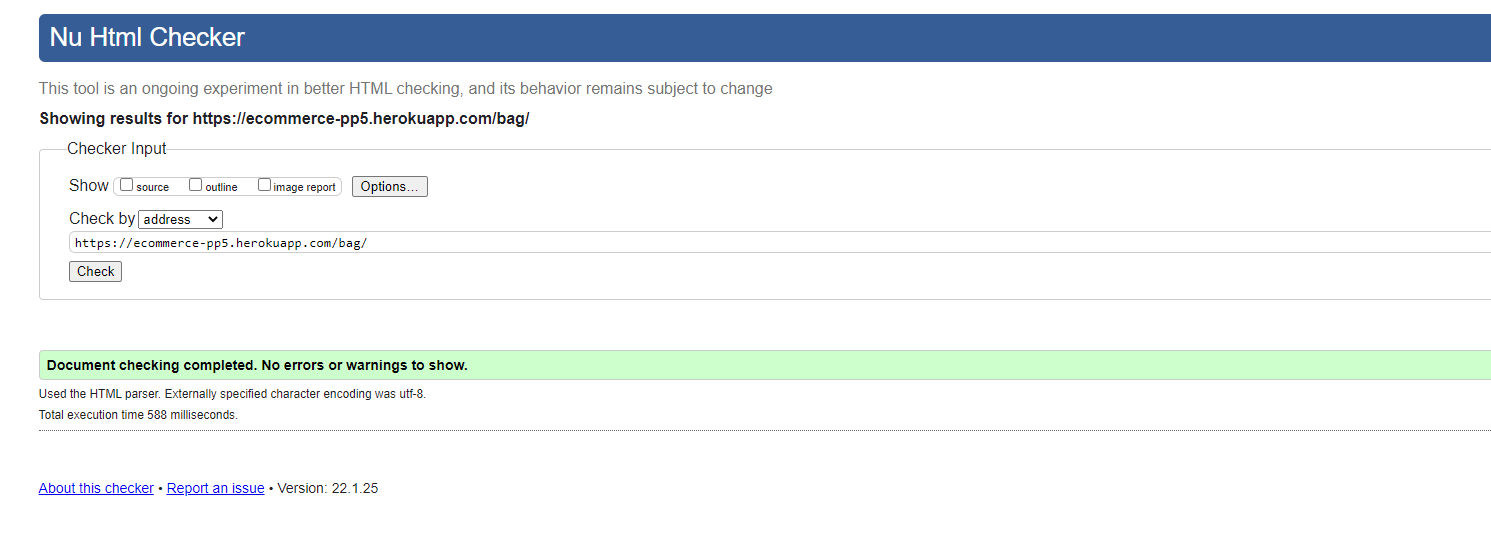 Nu Html Checker
This tool is an ongoing experiment in better HTML checking, and its behavior remains subject to change
Showing results for https://ecommerce-pp5.herokuapp.com/bag/
Checker Input
Show source outline image report Options...
Check by address
https://ecommerce-pp5.herokuapp.com/bag/
Check
Document checking completed. No errors or warnings to show.
Used the HTML parser. Externally specified character encoding was utf-8.
Total execution time 588 milliseconds.
About this checker • Report an issue • Version: 22.1.25